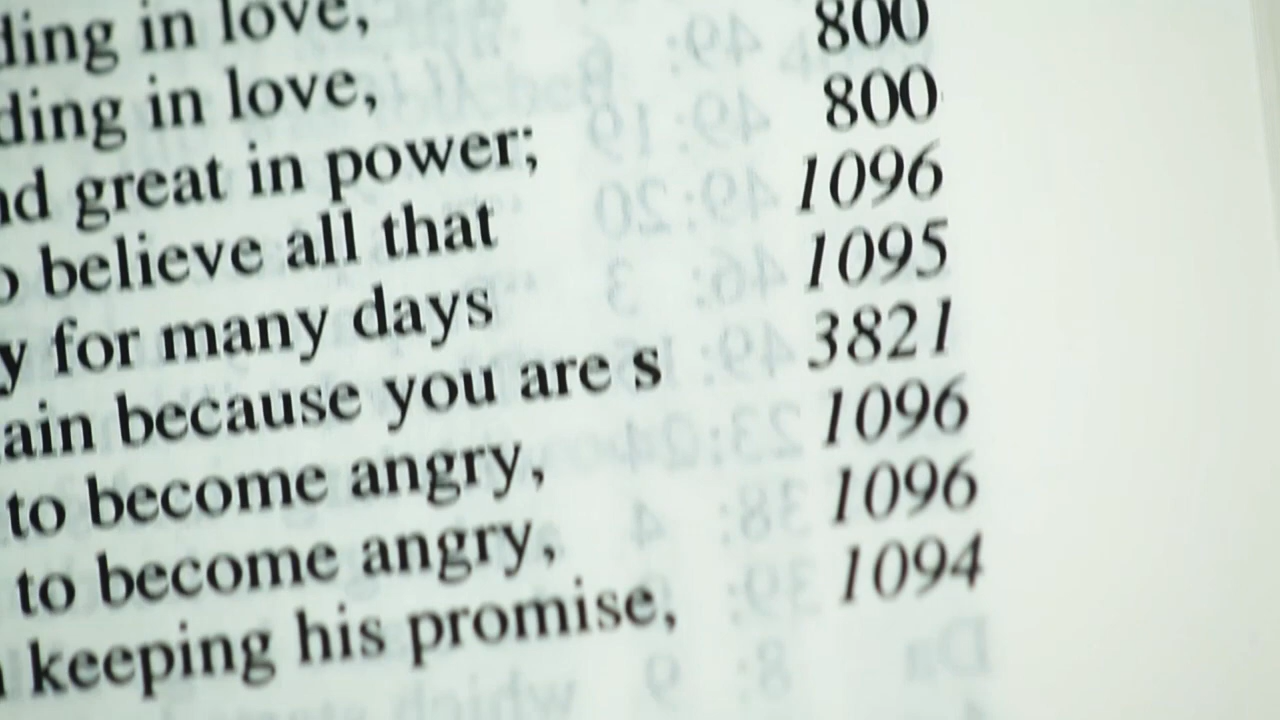 ding in love,
ding in love, 800
nd great in power; 800
o believe all that 1096
y for many days 1095
ain because you are s 3821
to become angry, 1096
to become angry, 1096
keeping his promise, 1094